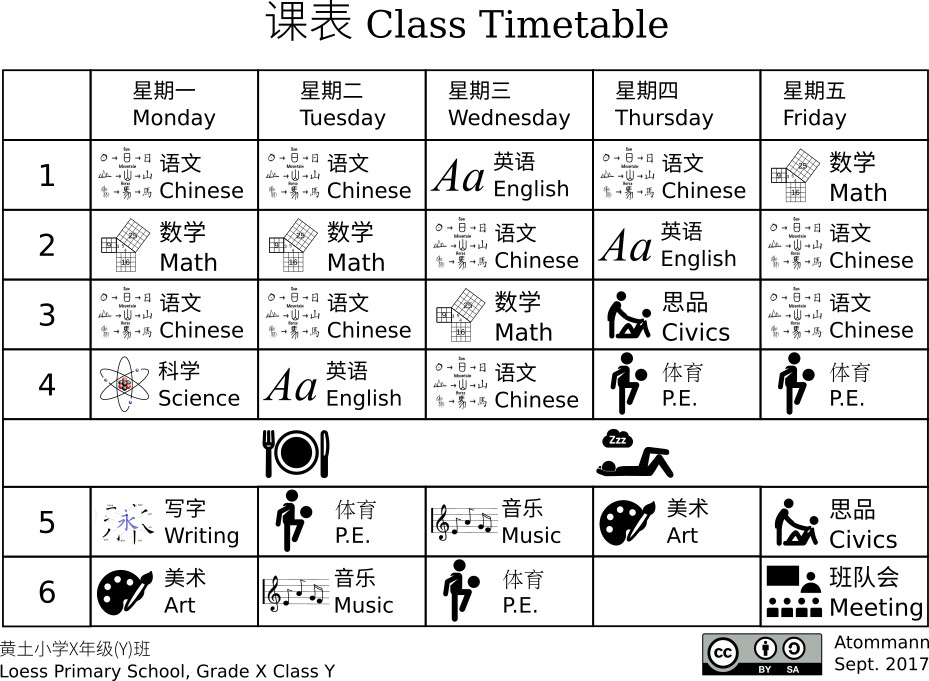 课表 Class Timetable
星期一 星期二 星期三 星期四 星期五
Monday Tuesday Wednesday Thursday Friday
1 语文 语文 英语 语文 数学
Chinese Chinese English Chinese Math
2 数学 数学 语文 英语 语文
Math Math Chinese English Chinese
3 语文 语文 数学 思品 语文
Chinese Chinese Math Civics Chinese
4 科学 英语 语文 体育 体育
Science English Chinese P.E. P.E.
Zzz
5 写字 体育 音乐 美术 思品
Writing P.E. Music Art Civics
6 美术 音乐 体育 班队会
Art Music P.E. Meeting
黄土小学X年级(Y)班
Loess Primary School, Grade X Class Y
cc BY SA
Atommann
Sept. 2017